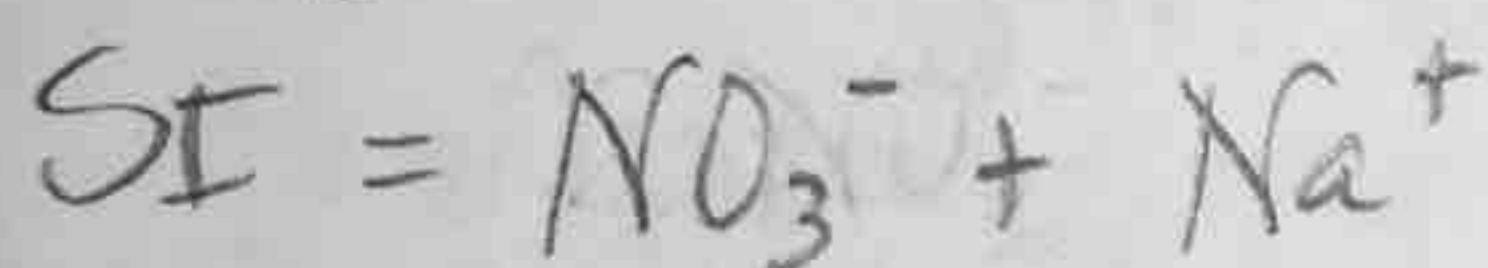 SI = NO₃⁻ + Na⁺